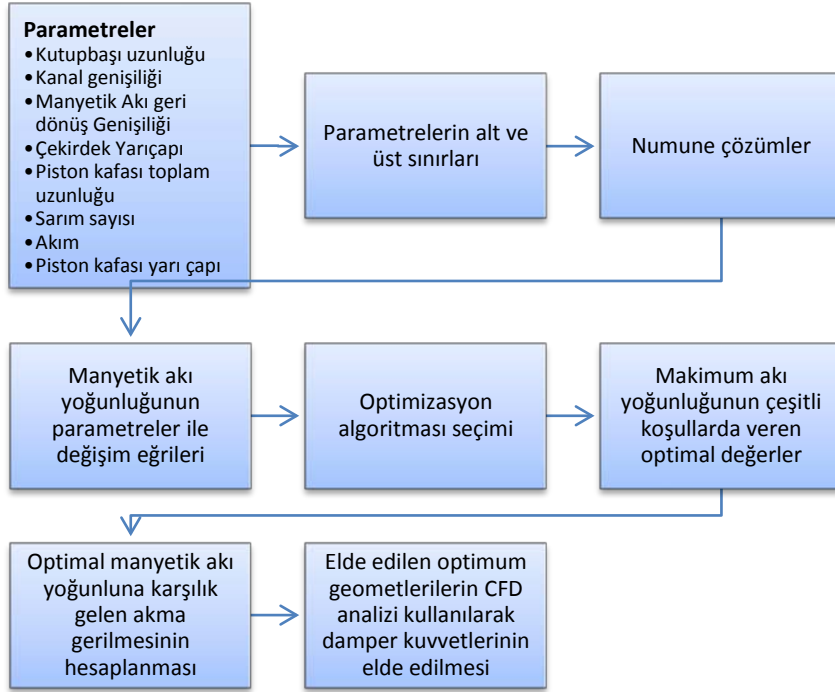 Parametreler
•Kutupbaşı uzunluğu
•Kanal genişiliği
•Manyetik Akı geri
dönüş Genişiliği
•Çekirdek Yarıçapı
•Piston kafası toplam
uzunluğu
•Sarım sayısı
•Akım
•Piston kafası yarı çapı
Parametrelerin alt ve
üst sınırları
Numune çözümler
Manyetik akı
yoğunluğunun
parametreler ile
değişim eğrileri
Optimizasyon
algoritması seçimi
Makimum akı
yoğunluğunun çeşitli
koşullarda veren
optimal değerler
Optimal manyetik akı
yoğunluna karşılık
gelen akma
gerilmesinin
hesaplanması
Elde edilen optimum
geometlerilerin CFD
analizi kullanılarak
damper kuvvetlerinin
elde edilmesi